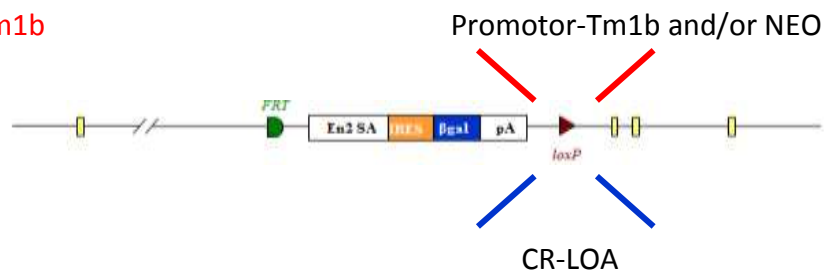 m1b
Promotor-Tm1b and/or NEO
FRT
En2 SA IRES βgal pA
loxP
CR-LOA